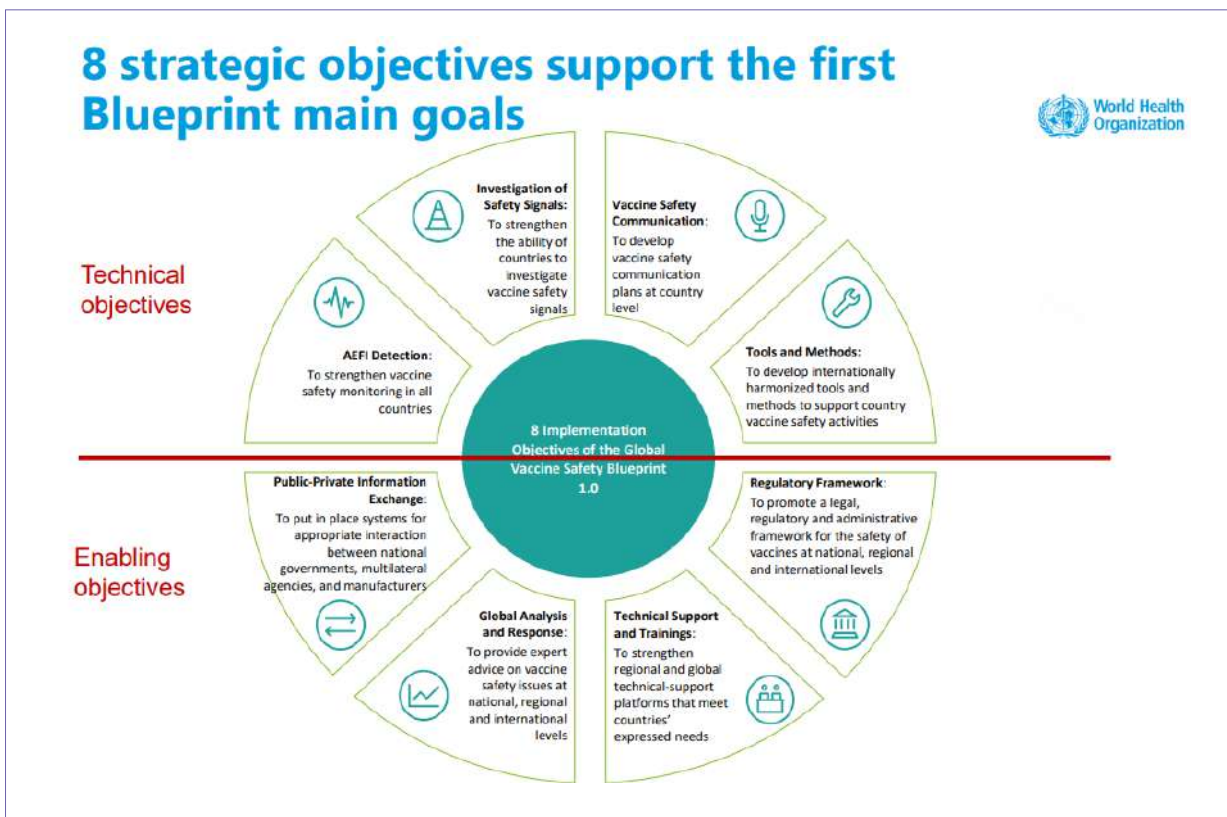 8 strategic objectives support the first
Blueprint main goals
World Health
Organization
Technical
objectives
Investigation of
Safety Signals:
To strengthen
the ability of
countries to
investigate
vaccine safety
signals
Vaccine Safety
Communication:
To develop
vaccine safety
communication
plans at country
level
AEFI Detection:
To strengthen vaccine
safety monitoring in all
countries
Tools and Methods:
To develop internationally
harmonized tools and
methods to support country
vaccine safety activities
8 Implementation
Objectives of the Global
Vaccine Safety Blueprint
1.0
Enabling
objectives
Public-Private Information
Exchange:
To put in place systems for
appropriate interaction
between national
governments, multilateral
agencies, and manufacturers
Regulatory Framework:
To promote a legal,
regulatory and administrative
framework for the safety of
vaccines at national, regional
and international levels
Global Analysis
and Response:
To provide expert
advice on vaccine
safety issues at
national, regional
and international
levels
Technical Support
and Trainings:
To strengthen
regional and global
technical-support
platforms that meet
countries'
expressed needs